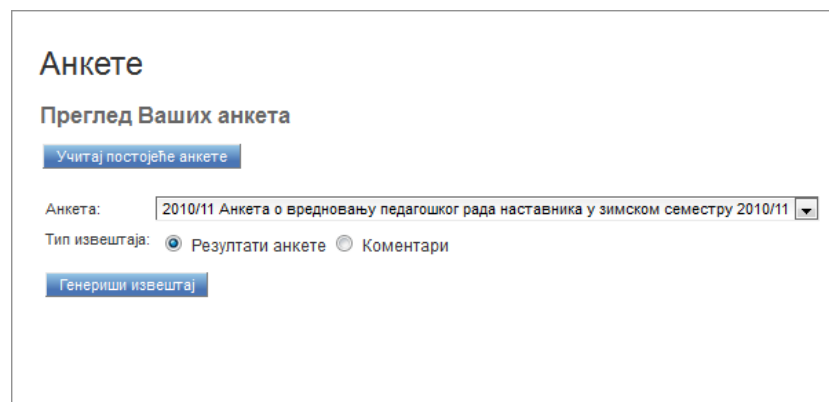 Анкете
Преглед Ваших анкета
Учитај постојеће анкете
Анкета: 2010/11 Анкета о вредновању педагошког рада наставника у зимском семестру 2010/11
Тип извештаја: Резултати анкете Коментари
Генериши извештај